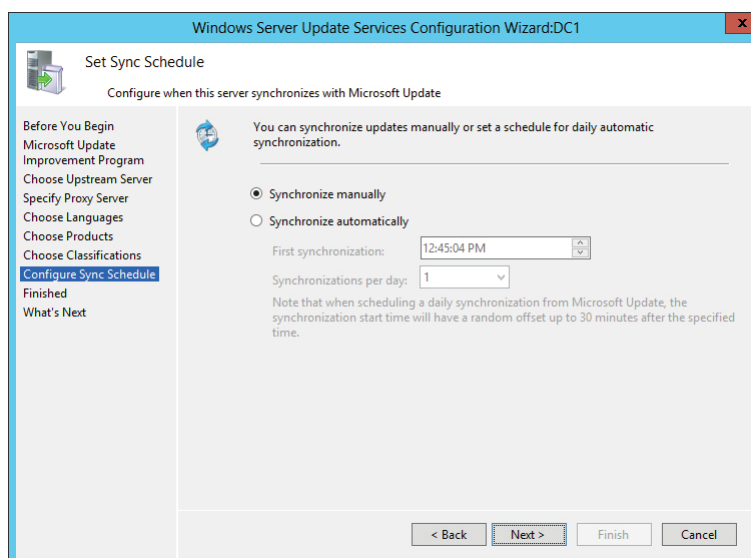 Windows Server Update Services Configuration Wizard:DC1
x
Set Sync Schedule
Configure when this server synchronizes with Microsoft Update
Before You Begin
Microsoft Update
Improvement Program
Choose Upstream Server
Specify Proxy Server
Choose Languages
Choose Products
Choose Classifications
Configure Sync Schedule
Finished
What's Next
You can synchronize updates manually or set a schedule for daily automatic
synchronization.
Synchronize manually
Synchronize automatically
First synchronization: 12:45:04 PM
Synchronizations per day: 1
Note that when scheduling a daily synchronization from Microsoft Update, the
synchronization start time will have a random offset up to 30 minutes after the specified
time.
< Back Next > Finish Cancel